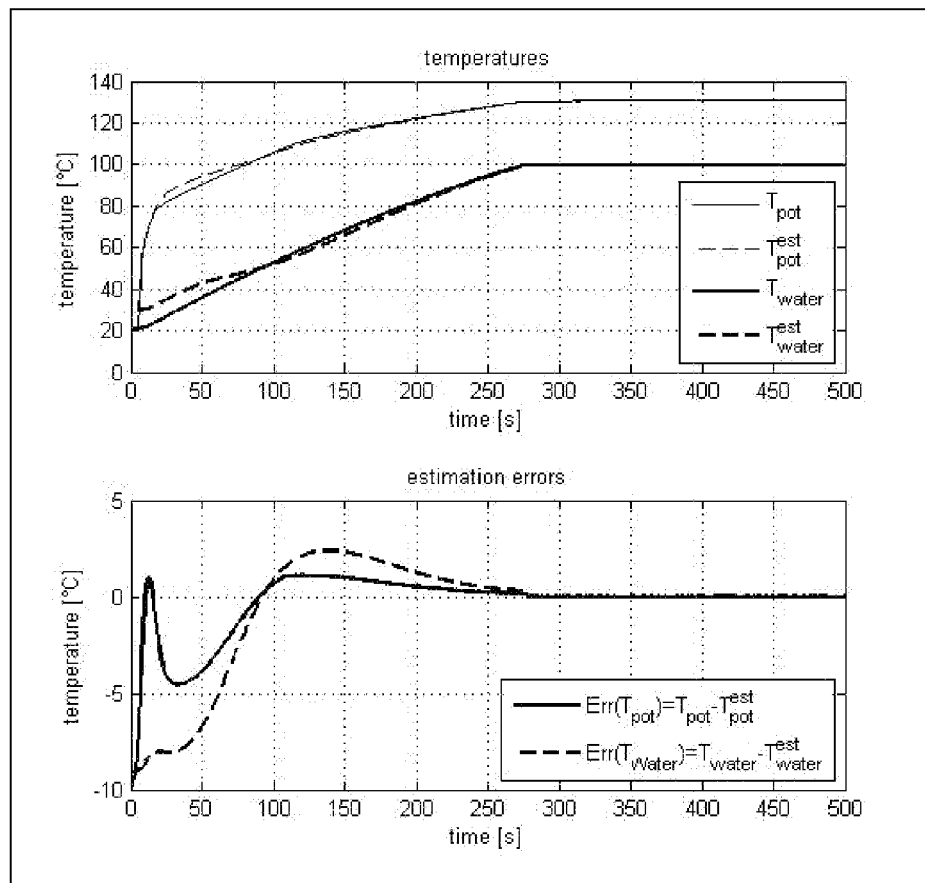 temperatures
140
120
100
80
60
40
20
0
temperature [°C]
T_pot
T_pot^est
T_water
T_water^est
0 50 100 150 200 250 300 350 400 450 500
time [s]
estimation errors
5
0
-5
-10
temperature [°C]
Err(T_pot)=T_pot-T_pot^est
Err(T_Water)=T_water-T_water^est
0 50 100 150 200 250 300 350 400 450 500
time [s]